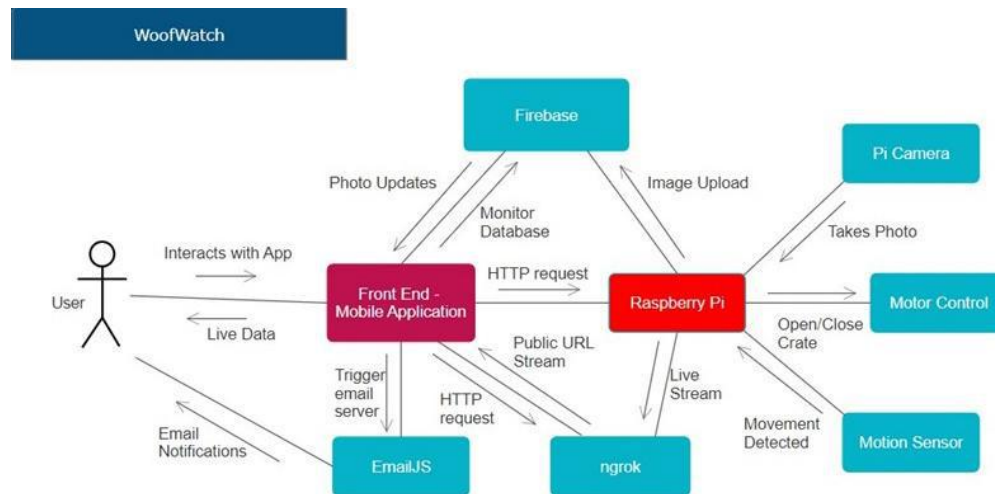 WoofWatch
Firebase
Pi Camera
Photo Updates
Image Upload
Monitor
Database
Takes Photo
Interacts with App
HTTP request
User
Front End -
Mobile Application
Raspberry Pi
Motor Control
Live Data
Public URL
Stream
Open/Close
Crate
Trigger
email
server
HTTP
request
Live
Stream
Movement
Detected
Motion Sensor
Email
Notifications
EmailJS
ngrok